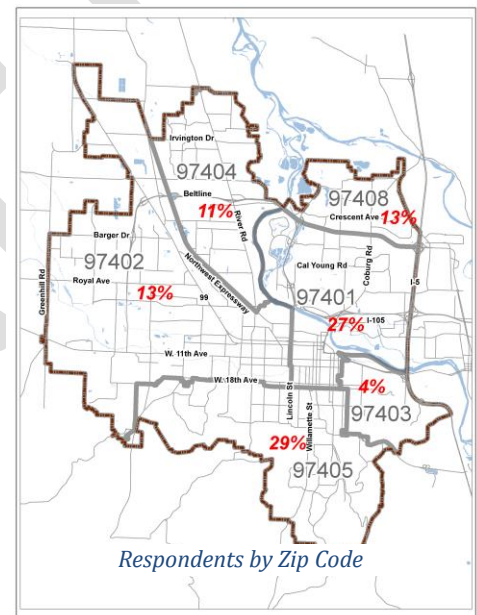 Irvington Dr.
97404
Beltline
11%
River Rd
97408
Crescent Ave
13%
Barger Dr.
97402
Royal Ave
13%
99
Greenhill Rd
Northwest Expressway
Cal Young Rd
Coburg Rd
97401
I-5
27%
I-105
W. 11th Ave
W. 18th Ave
Lincoln St
Willamette St
4%
97403
29%
97405
Respondents by Zip Code